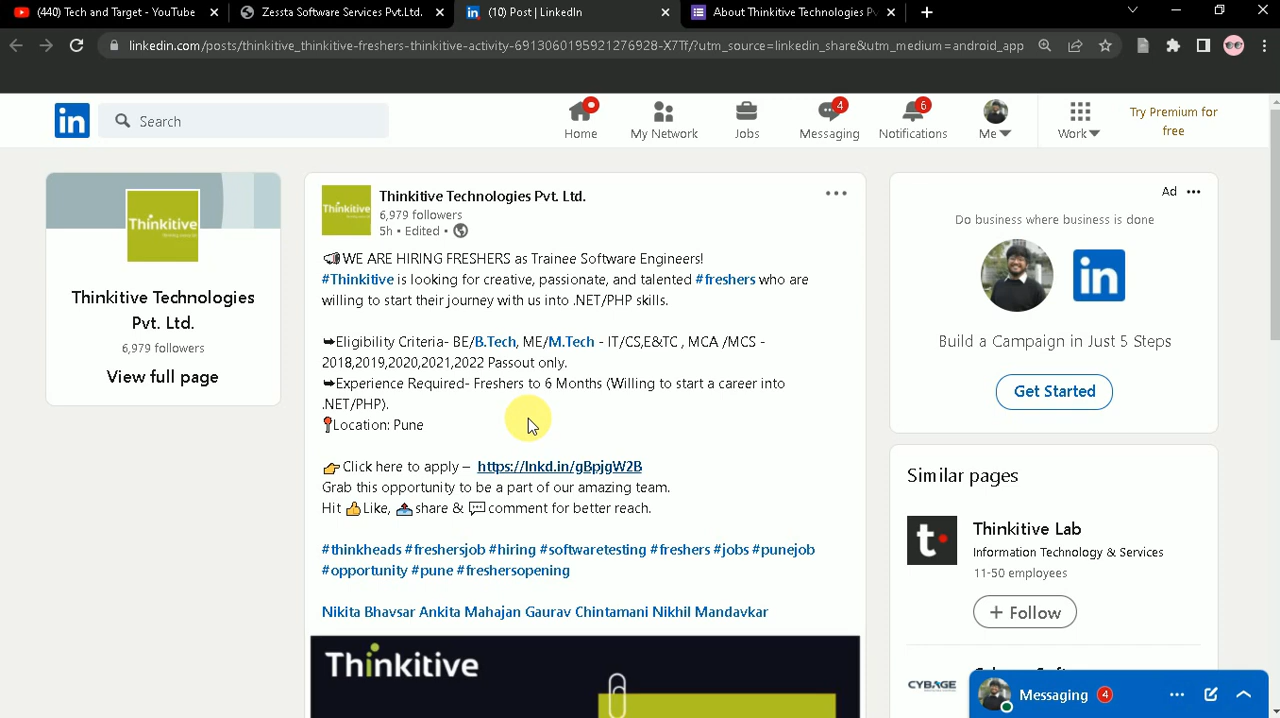 (440) Tech and Target - YouTube
Zessta Software Services Pvt.Ltd.
(10) Post | LinkedIn
About Thinkitive Technologies Pv
linkedin.com/posts/thinkitive_thinkitive-freshers-thinkitive-activity-6913060195921276928-X7Tf/?utm_source=linkedin_share&utm_medium=android_app
in
Search
Home
My Network
Jobs
4
Messaging
6
Notifications
Me
Work
Try Premium for
free
Thinkitive
Thinkitive Technologies
Pvt. Ltd.
6,979 followers
View full page
Thinkitive
Thinkitive Technologies Pvt. Ltd.
6,979 followers
5h • Edited •
WE ARE HIRING FRESHERS as Trainee Software Engineers!
#Thinkitive is looking for creative, passionate, and talented #freshers who are
willing to start their journey with us into .NET/PHP skills.
➥Eligibility Criteria- BE/B.Tech, ME/M.Tech - IT/CS,E&TC , MCA /MCS -
2018,2019,2020,2021,2022 Passout only.
➥Experience Required- Freshers to 6 Months (Willing to start a career into
.NET/PHP).
📍Location: Pune
👉Click here to apply – https://lnkd.in/gBpjgW2B
Grab this opportunity to be a part of our amazing team.
Hit 👍Like, 📤share & 💬comment for better reach.
#thinkheads #freshersjob #hiring #softwaretesting #freshers #jobs #punejob
#opportunity #pune #freshersopening
Nikita Bhavsar Ankita Mahajan Gaurav Chintamani Nikhil Mandavkar
Thinkitive
Ad
Do business where business is done
in
Build a Campaign in Just 5 Steps
Get Started
Similar pages
t
Thinkitive Lab
Information Technology & Services
11-50 employees
+ Follow
CYBAGE
Messaging 4